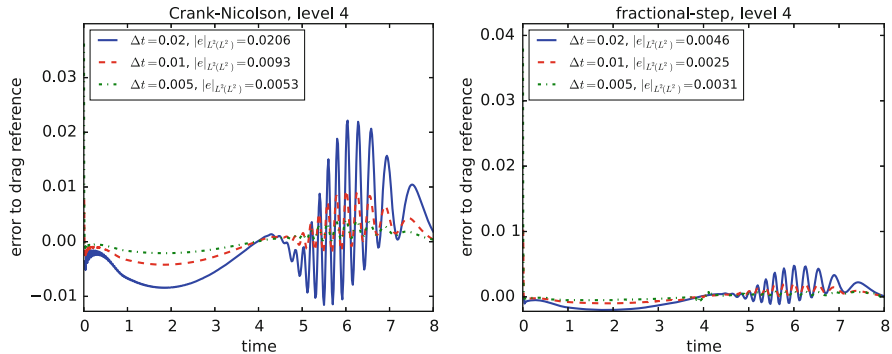 Crank-Nicolson, level 4
Δt=0.02, |e|_{L²(L²)}=0.0206
Δt=0.01, |e|_{L²(L²)}=0.0093
Δt=0.005, |e|_{L²(L²)}=0.0053
error to drag reference
0.03
0.02
0.01
0.00
−0.01
0 1 2 3 4 5 6 7 8
time
fractional-step, level 4
Δt=0.02, |e|_{L²(L²)}=0.0046
Δt=0.01, |e|_{L²(L²)}=0.0025
Δt=0.005, |e|_{L²(L²)}=0.0031
error to drag reference
0.04
0.03
0.02
0.01
0.00
0 1 2 3 4 5 6 7 8
time